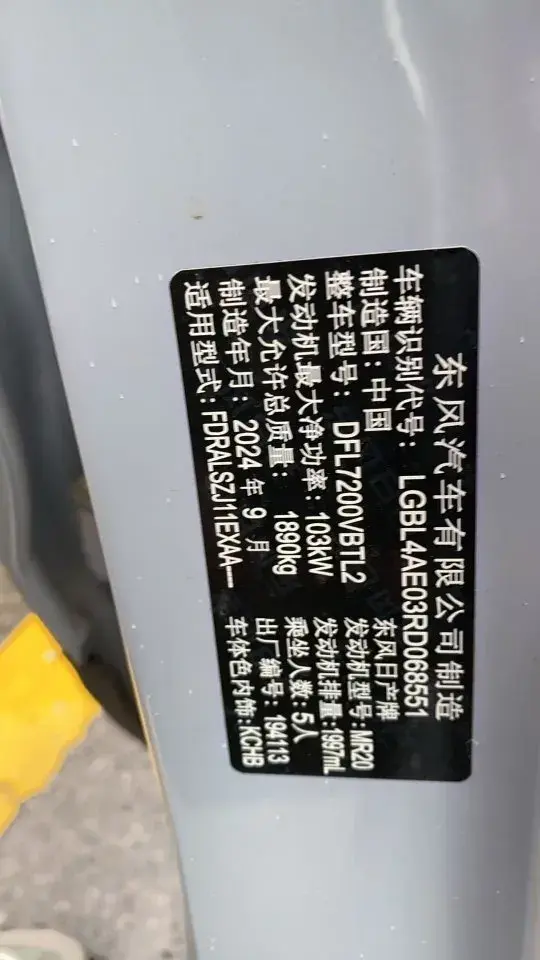 东风汽车有限公司制造
车辆识别代号: LGBL4AE03RD068551
制造国: 中国 东风日产牌
整车型号: DFL7200VBTL2 发动机型号:MR20
发动机最大净功率: 103kW 发动机排量:1997mL
最大允许总质量: 1890kg 乘坐人数:5人
制造年月: 2024 年 9 月 出厂编号: 194113
适用型式: FDRALSZJ11EXAA---- 车体色内饰:KCHB